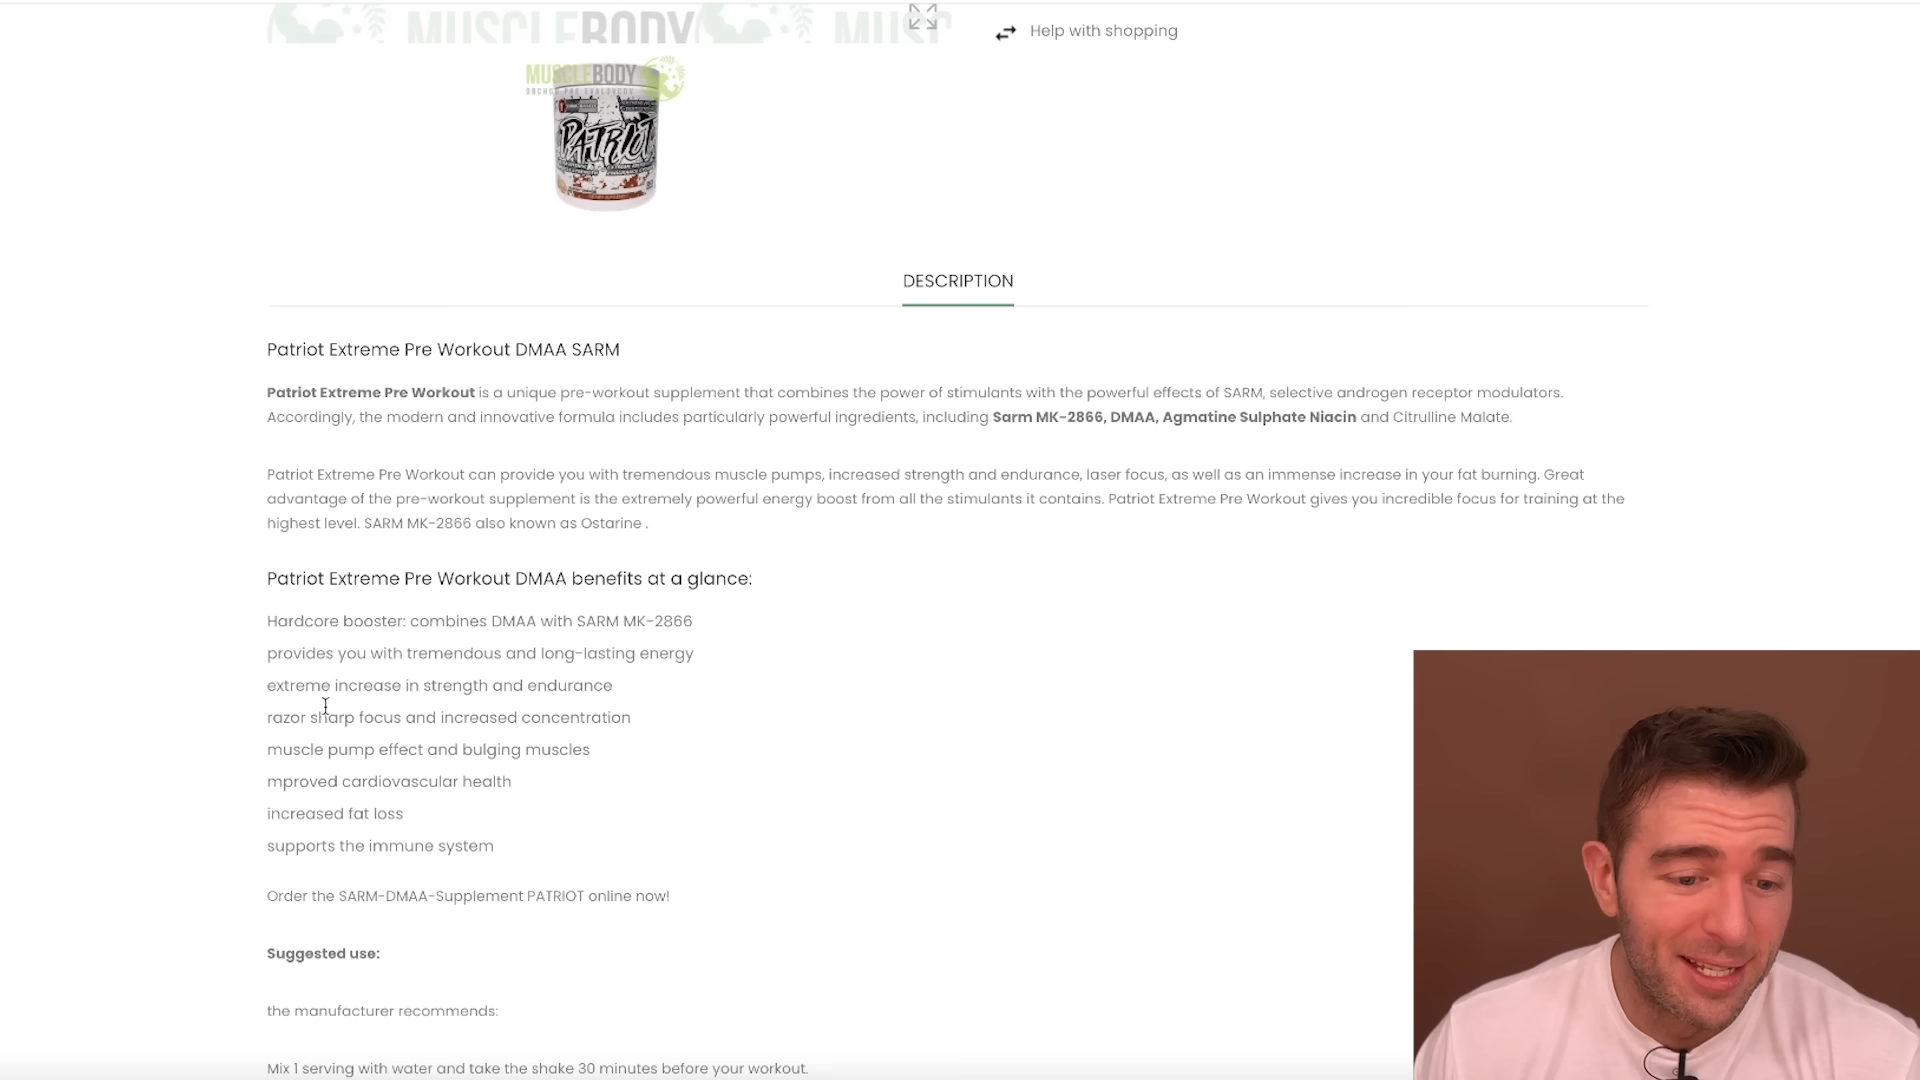 MUSCLEBODY
MUSC
Help with shopping
MUSCLEBODY
PATRIOT
DESCRIPTION
Patriot Extreme Pre Workout DMAA SARM
Patriot Extreme Pre Workout is a unique pre-workout supplement that combines the power of stimulants with the powerful effects of SARM, selective androgen receptor modulators.
Accordingly, the modern and innovative formula includes particularly powerful ingredients, including Sarm MK-2866, DMAA, Agmatine Sulphate Niacin and Citrulline Malate.
Patriot Extreme Pre Workout can provide you with tremendous muscle pumps, increased strength and endurance, laser focus, as well as an immense increase in your fat burning. Great
advantage of the pre-workout supplement is the extremely powerful energy boost from all the stimulants it contains. Patriot Extreme Pre Workout gives you incredible focus for training at the
highest level. SARM MK-2866 also known as Ostarine .
Patriot Extreme Pre Workout DMAA benefits at a glance:
Hardcore booster: combines DMAA with SARM MK-2866
provides you with tremendous and long-lasting energy
extreme increase in strength and endurance
razor sharp focus and increased concentration
muscle pump effect and bulging muscles
mproved cardiovascular health
increased fat loss
supports the immune system
Order the SARM-DMAA-Supplement PATRIOT online now!
Suggested use:
the manufacturer recommends:
Mix 1 serving with water and take the shake 30 minutes before your workout.